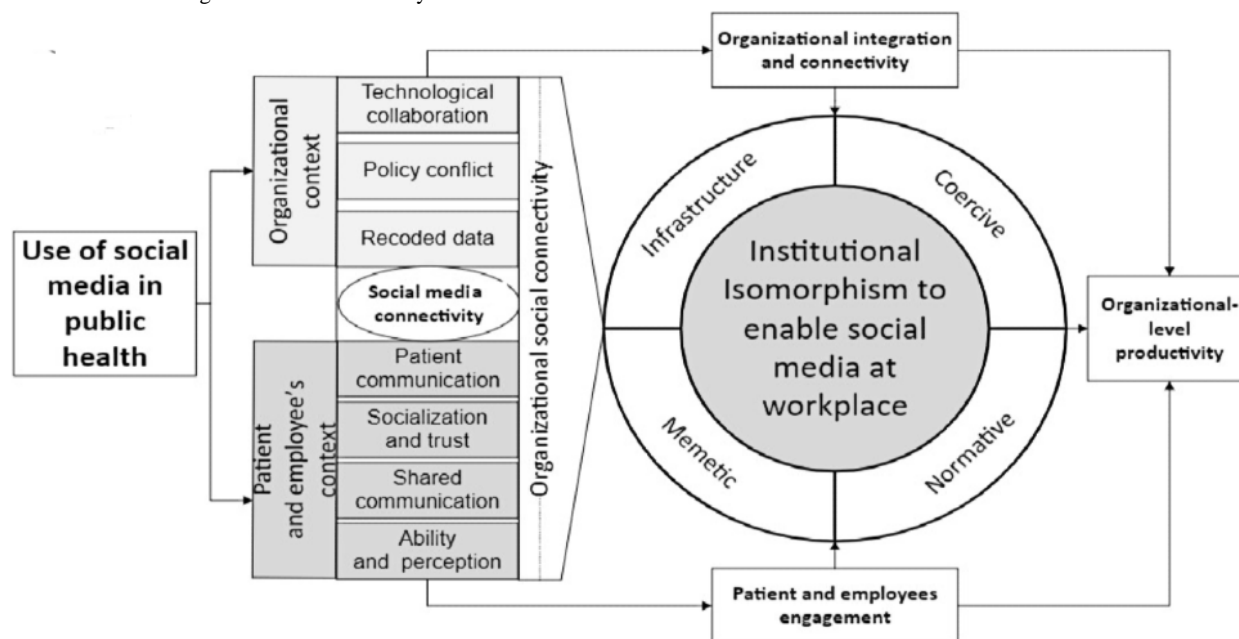 Use of social
media in
public
health
Organizational
context
Technological
collaboration
Policy conflict
Recoded data
Social media
connectivity
Patient
and employee's
context
Patient
communication
Socialization
and trust
Shared
communication
Ability
and perception
Organizational social connectivity
Organizational integration
and connectivity
Infrastructure
Coercive
Memetic
Normative
Institutional
Isomorphism to
enable social
media at
workplace
Organizational-
level
productivity
Patient and employees
engagement